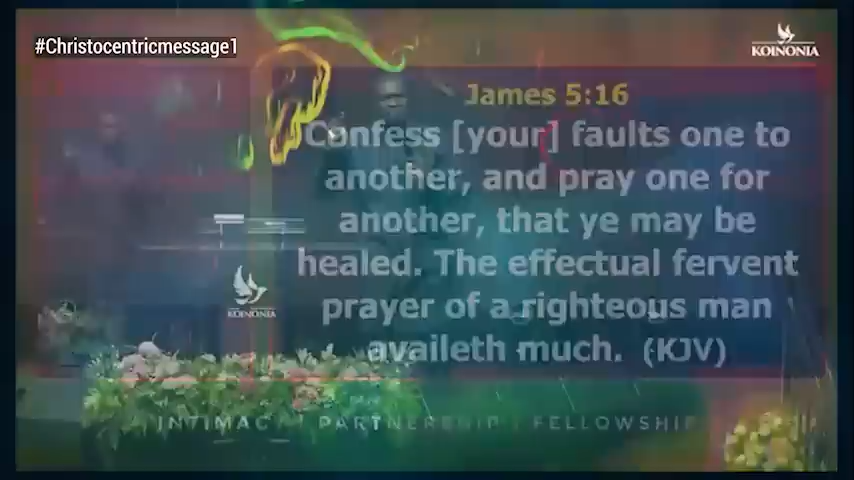 #Christocentricmessage1
KOINONIA
James 5:16
Confess [your] faults one to
another, and pray one for
another, that ye may be
healed. The effectual fervent
prayer of a righteous man
availeth much. (KJV)
KOINONIA
INTIMACY | PARTNERSHIP | FELLOWSHIP